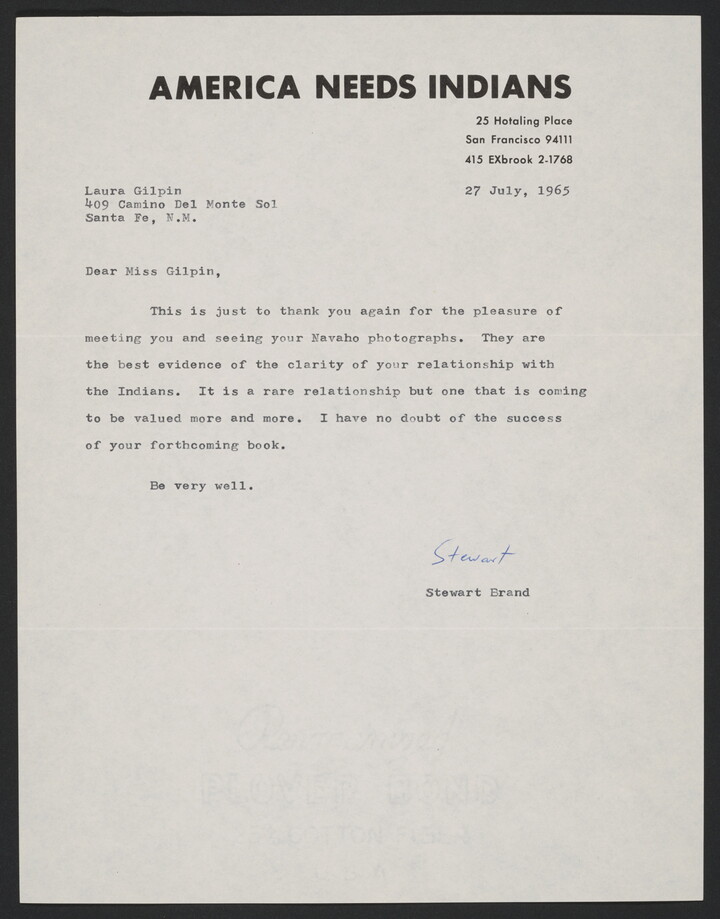 AMERICA NEEDS INDIANS
25 Hotaling Place
San Francisco 94111
415 EXbrook 2-1768
Laura Gilpin
409 Camino Del Monte Sol
Santa Fe, N.M.
27 July, 1965
Dear Miss Gilpin,
This is just to thank you again for the pleasure of
meeting you and seeing your Navaho photographs. They are
the best evidence of the clarity of your relationship with
the Indians. It is a rare relationship but one that is coming
to be valued more and more. I have no doubt of the success
of your forthcoming book.
Be very well.
Stewart
Stewart Brand